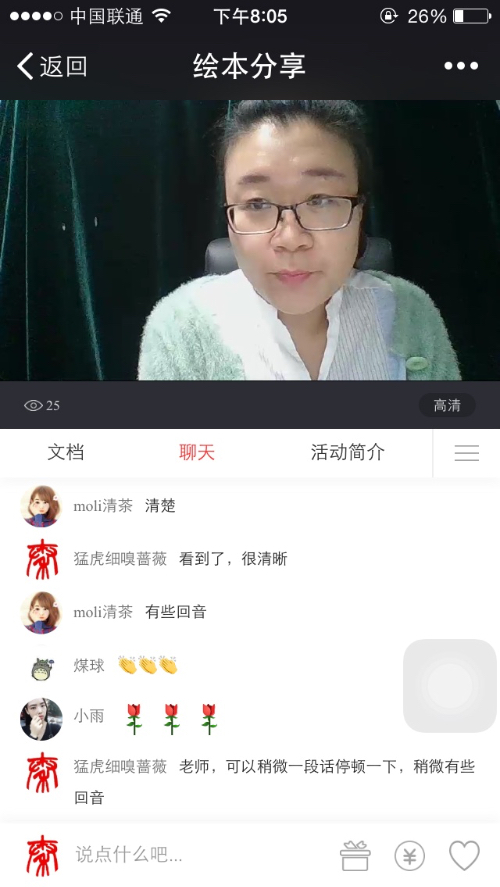 中国联通 下午8:05 26%
返回 绘本分享
25 高清
文档 聊天 活动简介
moli清茶 清楚
猛虎细嗅蔷薇 看到了，很清晰
moli清茶 有些回音
煤球 👏👏👏
小雨 🌹 🌹 🌹
猛虎细嗅蔷薇 老师，可以稍微一段话停顿一下，稍微有些
回音
说点什么吧...